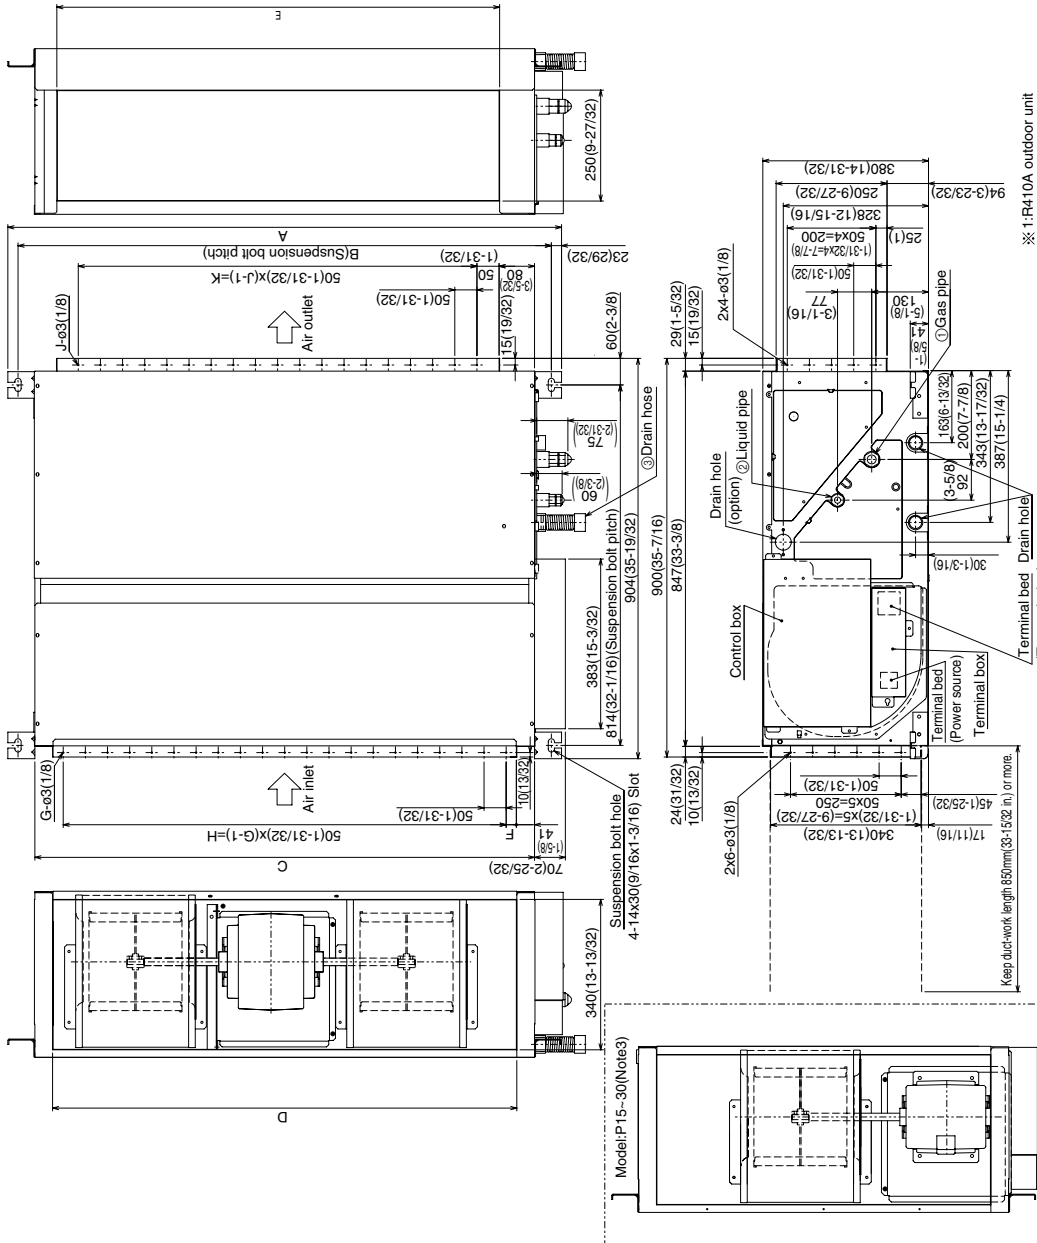 E
250(9-27/32)
A
B(Suspension bolt pitch)
23(29/32)
50(1-31/32)x(J-1)=K
(1-31/32)
50
80
(3-5/32)
50(1-31/32)
J-ø3(1/8)
Air outlet
15(19/32)
60(2-3/8)
75
(2-31/32)
60
(2-3/8)
③Drain hose
383(15-3/32)
814(32-1/16)(Suspension bolt pitch)
904(35-19/32)
G-ø3(1/8)
Air inlet
10(13/32)
50(1-31/32)
50(1-31/32)x(G-1)=H
F
41
(1-5/8)
C
70(2-25/32)
Suspension bolt hole
4-14x30(9/16x1-3/16) Slot
340(13-13/32)
D
380(14-31/32)
250(9-27/32)
94(3-23/32)
328(12-15/16)
50x4=200
(1-31/32x4=7-7/8)
25(1)
50(1-31/32)
77
(3-1/16)
130
(5-1/8)
41
(1-5/8)
2x4-ø3(1/8)
①Gas pipe
29(1-5/32)
15(19/32)
900(35-7/16)
847(33-3/8)
163(6-13/32)
200(7-7/8)
343(13-17/32)
387(15-1/4)
92
(3-5/8)
②Liquid pipe
Drain hole
(option)
Drain hole
30(1-3/16)
Control box
Terminal bed
Terminal box
Terminal bed
(Power source)
24(31/32)
10(13/32)
2x6-ø3(1/8)
50(1-31/32)
50x5=250
(1-31/32)x5=(9-27/32)
340(13-13/32)
45(1-25/32)
17(11/16)
Keep duct-work length 850mm(33-15/32 in.) or more.
Model:P15~30(Note3)
※1:R410A outdoor unit